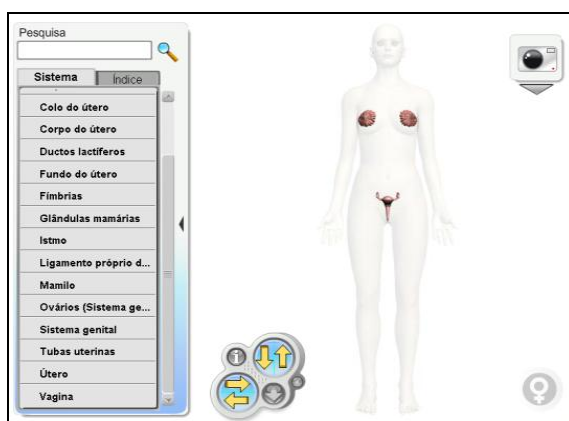 Pesquisa
Sistema
Índice
Colo do útero
Corpo do útero
Ductos lactíferos
Fundo do útero
Fímbrias
Glândulas mamárias
Istmo
Ligamento próprio d...
Mamilo
Ovários (Sistema ge...
Sistema genital
Tubas uterinas
Útero
Vagina